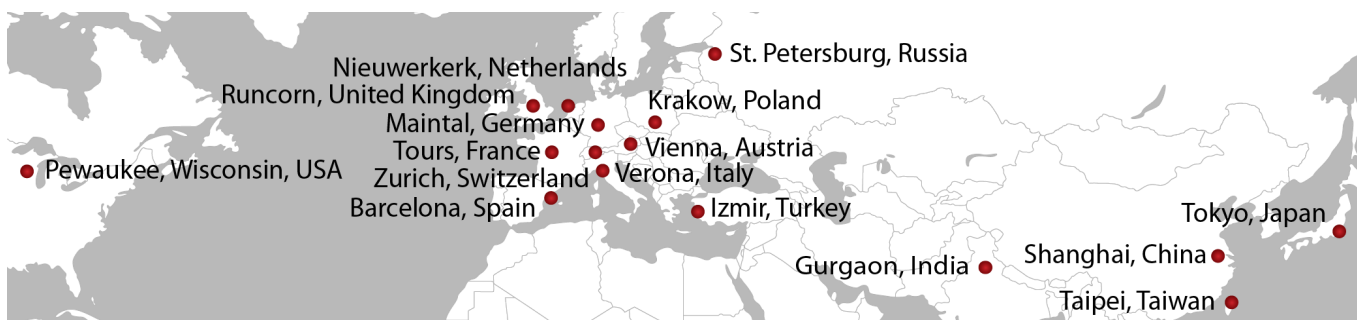 St. Petersburg, Russia
Nieuwerkerk, Netherlands
Runcorn, United Kingdom
Krakow, Poland
Maintal, Germany
Tours, France
Vienna, Austria
Pewaukee, Wisconsin, USA
Zurich, Switzerland
Verona, Italy
Barcelona, Spain
Izmir, Turkey
Tokyo, Japan
Shanghai, China
Gurgaon, India
Taipei, Taiwan